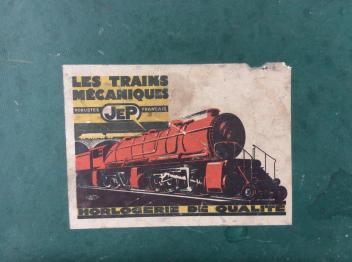 LES TRAINS
MÉCANIQUES
ROBUSTES JEP FRANÇAIS
HORLOGERIE DE QUALITÉ